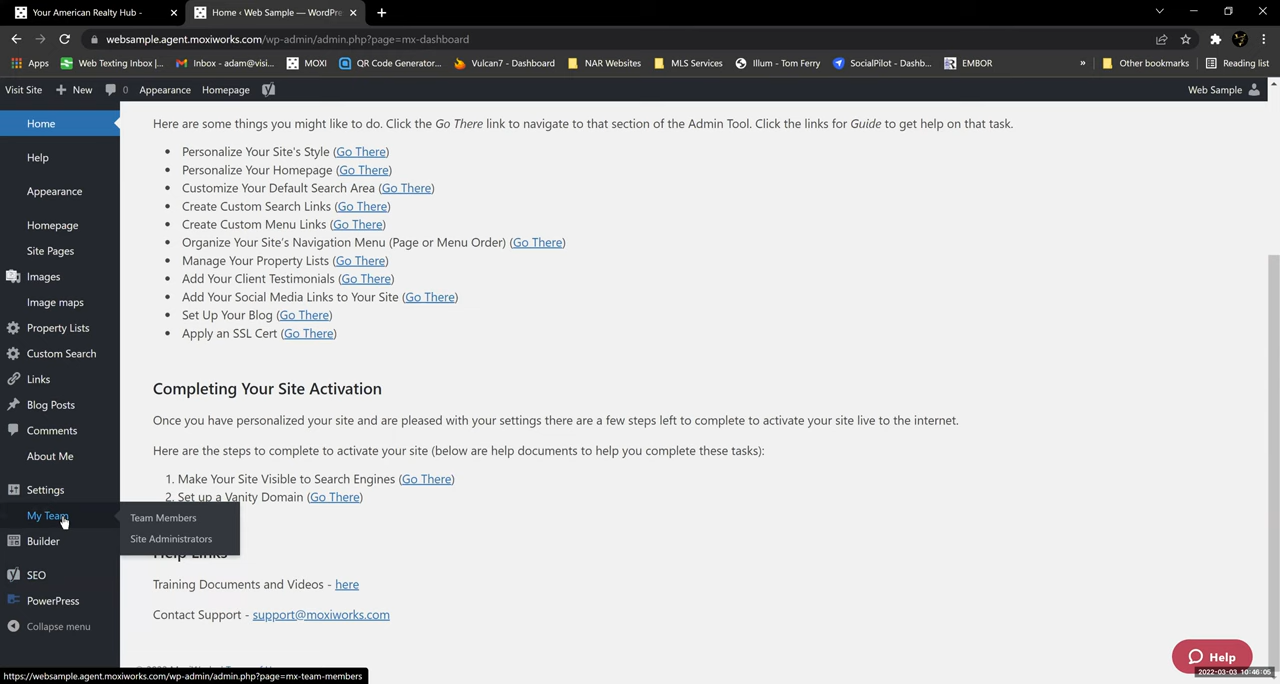 Your American Realty Hub -
Home ‹ Web Sample — WordPre
websample.agent.moxiworks.com/wp-admin/admin.php?page=mx-dashboard
Apps
Web Texting Inbox |...
Inbox - adam@visi...
MOXI
QR Code Generator...
Vulcan7 - Dashboard
NAR Websites
MLS Services
Illum - Tom Ferry
SocialPilot - Dashb...
EMBOR
»
Other bookmarks
Reading list
Visit Site
+ New
0
Appearance
Homepage
Web Sample
Home
Help
Appearance
Homepage
Site Pages
Images
Image maps
Property Lists
Custom Search
Links
Blog Posts
Comments
About Me
Settings
My Team
Team Members
Site Administrators
Builder
SEO
PowerPress
Collapse menu
Here are some things you might like to do. Click the Go There link to navigate to that section of the Admin Tool. Click the links for Guide to get help on that task.
• Personalize Your Site's Style (Go There)
• Personalize Your Homepage (Go There)
• Customize Your Default Search Area (Go There)
• Create Custom Search Links (Go There)
• Create Custom Menu Links (Go There)
• Organize Your Site's Navigation Menu (Page or Menu Order) (Go There)
• Manage Your Property Lists (Go There)
• Add Your Client Testimonials (Go There)
• Add Your Social Media Links to Your Site (Go There)
• Set Up Your Blog (Go There)
• Apply an SSL Cert (Go There)
Completing Your Site Activation
Once you have personalized your site and are pleased with your settings there are a few steps left to complete to activate your site live to the internet.
Here are the steps to complete to activate your site (below are help documents to help you complete these tasks):
1. Make Your Site Visible to Search Engines (Go There)
2. Set up a Vanity Domain (Go There)
Help Links
Training Documents and Videos - here
Contact Support - support@moxiworks.com
Help
2022-03-03 10:46:05
https://websample.agent.moxiworks.com/wp-admin/admin.php?page=mx-team-members